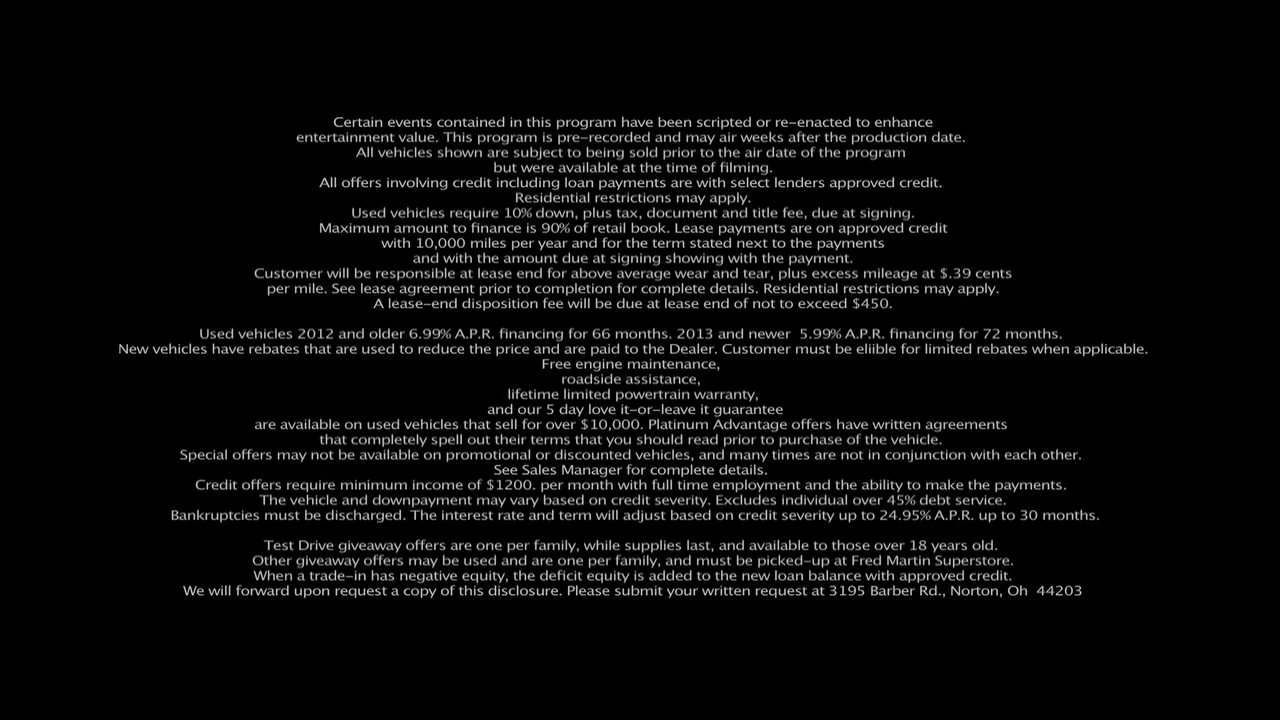 Certain events contained in this program have been scripted or re-enacted to enhance
entertainment value. This program is pre-recorded and may air weeks after the production date.
All vehicles shown are subject to being sold prior to the air date of the program
but were available at the time of filming.
All offers involving credit including loan payments are with select lenders approved credit.
Residential restrictions may apply.
Used vehicles require 10% down, plus tax, document and title fee, due at signing.
Maximum amount to finance is 90% of retail book. Lease payments are on approved credit
with 10,000 miles per year and for the term stated next to the payments
and with the amount due at signing showing with the payment.
Customer will be responsible at lease end for above average wear and tear, plus excess mileage at $.39 cents
per mile. See lease agreement prior to completion for complete details. Residential restrictions may apply.
A lease-end disposition fee will be due at lease end of not to exceed $450.
Used vehicles 2012 and older 6.99% A.P.R. financing for 66 months. 2013 and newer 5.99% A.P.R. financing for 72 months.
New vehicles have rebates that are used to reduce the price and are paid to the Dealer. Customer must be eliible for limited rebates when applicable.
Free engine maintenance,
roadside assistance,
lifetime limited powertrain warranty,
and our 5 day love it-or-leave it guarantee
are available on used vehicles that sell for over $10,000. Platinum Advantage offers have written agreements
that completely spell out their terms that you should read prior to purchase of the vehicle.
Special offers may not be available on promotional or discounted vehicles, and many times are not in conjunction with each other.
See Sales Manager for complete details.
Credit offers require minimum income of $1200. per month with full time employment and the ability to make the payments.
The vehicle and downpayment may vary based on credit severity. Excludes individual over 45% debt service.
Bankruptcies must be discharged. The interest rate and term will adjust based on credit severity up to 24.95% A.P.R. up to 30 months.
Test Drive giveaway offers are one per family, while supplies last, and available to those over 18 years old.
Other giveaway offers may be used and are one per family, and must be picked-up at Fred Martin Superstore.
When a trade-in has negative equity, the deficit equity is added to the new loan balance with approved credit.
We will forward upon request a copy of this disclosure. Please submit your written request at 3195 Barber Rd., Norton, Oh 44203